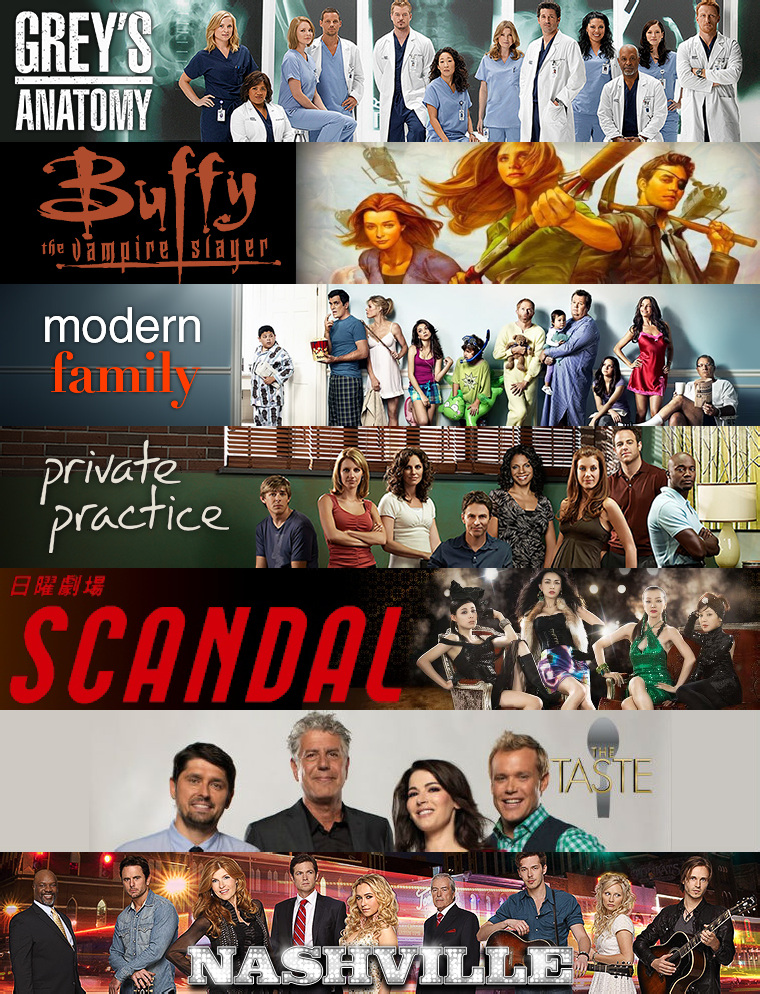 GREY'S
ANATOMY
Buffy
the vampire slayer
modern
family
private
practice
日曜劇場
SCANDAL
THE
TASTE
NASHVILLE